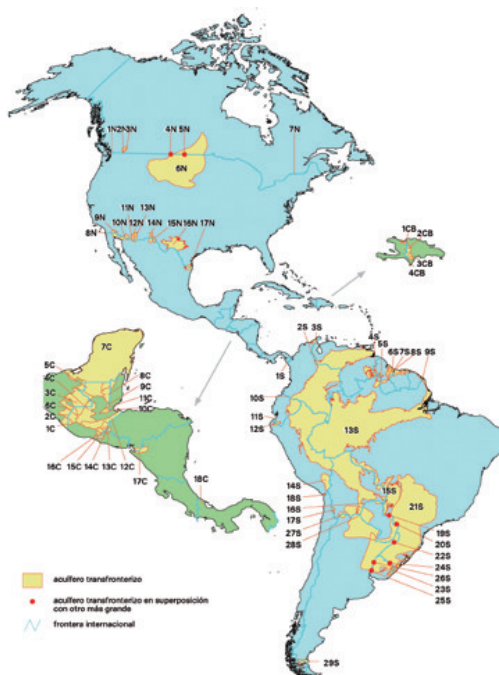 1N 2N 3N 4N 5N 7N
6N
11N 13N
9N 10N 12N 14N 15N 16N 17N
8N
1CB 2CB
3CB
4CB
7C
5C 8C
4C 9C
3C 11C
6C 10C
2C
1C
16C 15C 14C 13C 12C
17C 18C
2S 3S 4S
5S
1S 6S 7S 8S 9S
10S
11S
12S 13S
14S 15S
18S 21S
16S
17S 19S
27S 20S
28S 22S
24S
26S
23S
25S
29S
acuífero transfronterizo
acuífero transfronterizo en superposición
con otro más grande
frontera internacional